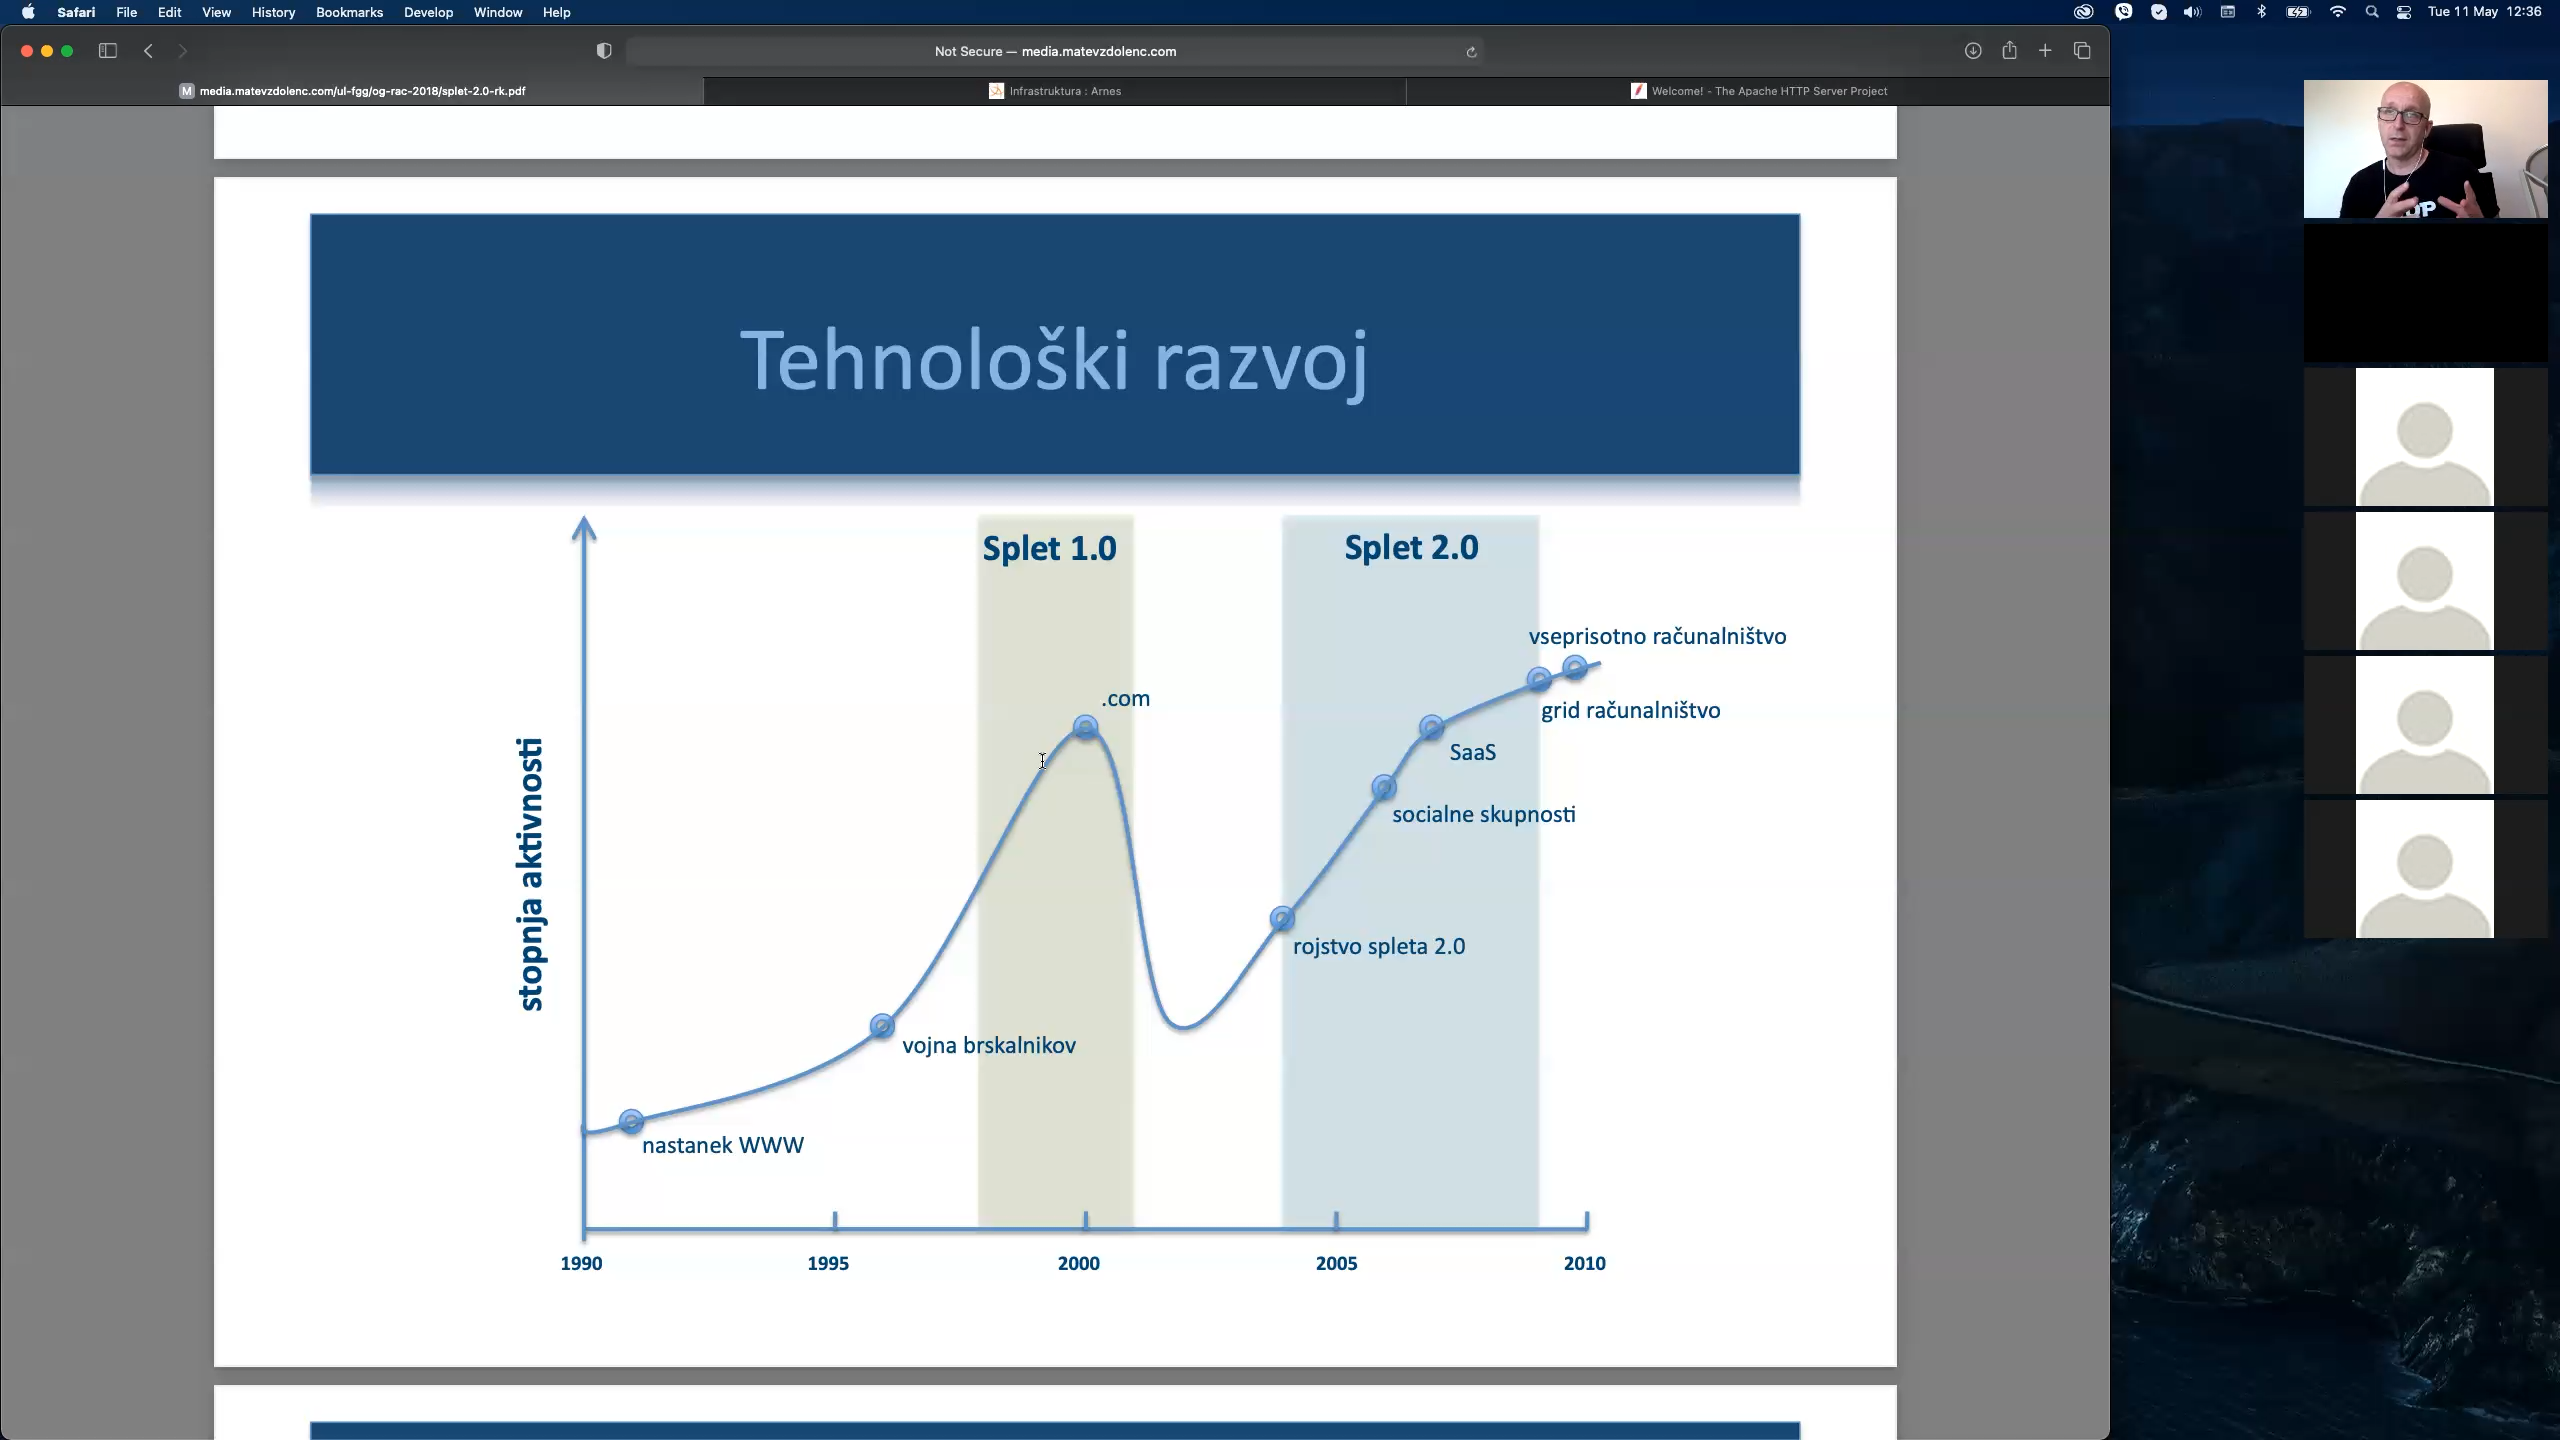 Safari File Edit View History Bookmarks Develop Window Help
Tue 11 May 12:36
Not Secure — media.matevzdolenc.com
M media.matevzdolenc.com/ul-fgg/og-rac-2018/splet-2.0-rk.pdf
Infrastruktura : Arnes
Welcome! - The Apache HTTP Server Project
Tehnološki razvoj
Splet 1.0
Splet 2.0
vseprisotno računalništvo
.com
grid računalništvo
SaaS
socialne skupnosti
stopnja aktivnosti
rojstvo spleta 2.0
vojna brskalnikov
nastanek WWW
1990 1995 2000 2005 2010